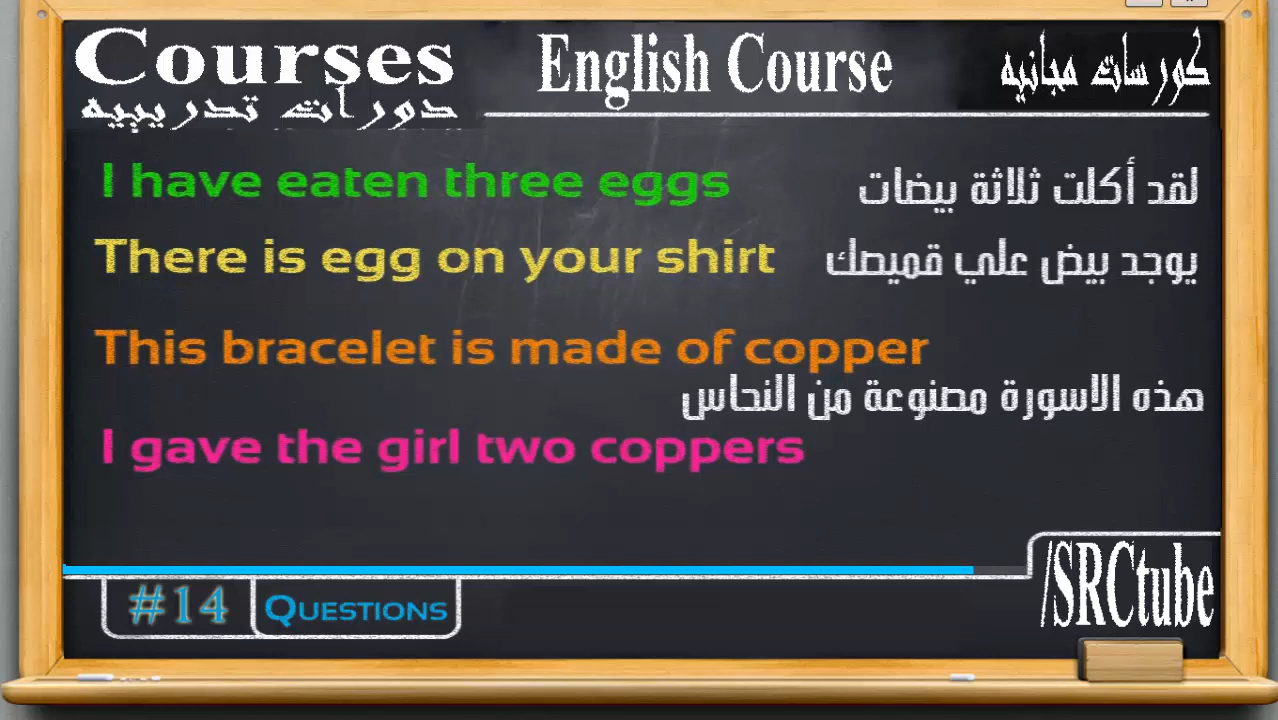 Courses
دورات تدريبيه
English Course
كورسات مجانيه
I have eaten three eggs
لقد أكلت ثلاثة بيضات
There is egg on your shirt
يوجد بيض علي قميصك
This bracelet is made of copper
هذه الاسورة مصنوعة من النحاس
I gave the girl two coppers
#14
QUESTIONS
/SRCtube